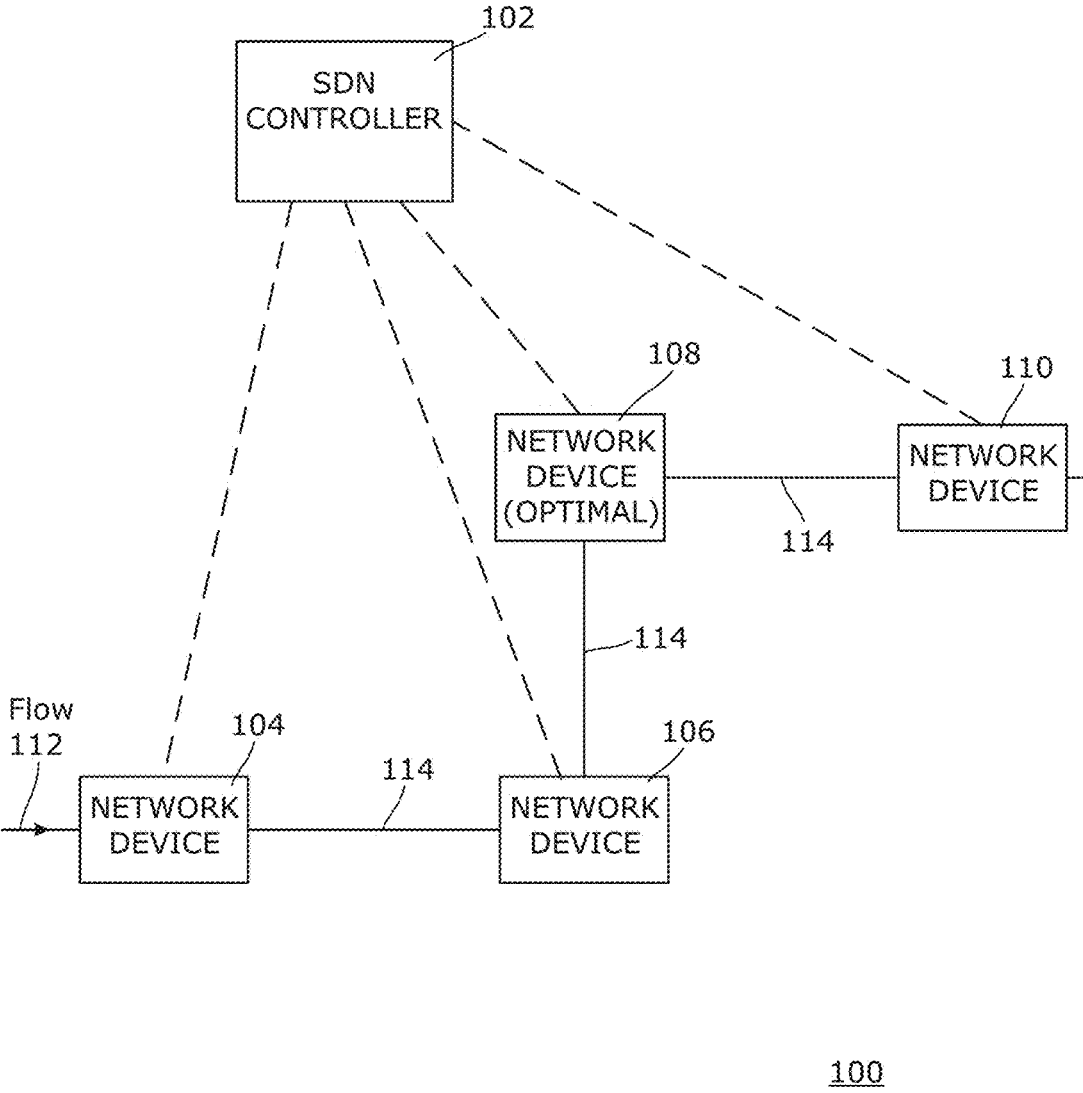 102
SDN
CONTROLLER
108
110
NETWORK
DEVICE
(OPTIMAL)
NETWORK
DEVICE
114
114
Flow
112
104
106
114
NETWORK
DEVICE
NETWORK
DEVICE
100